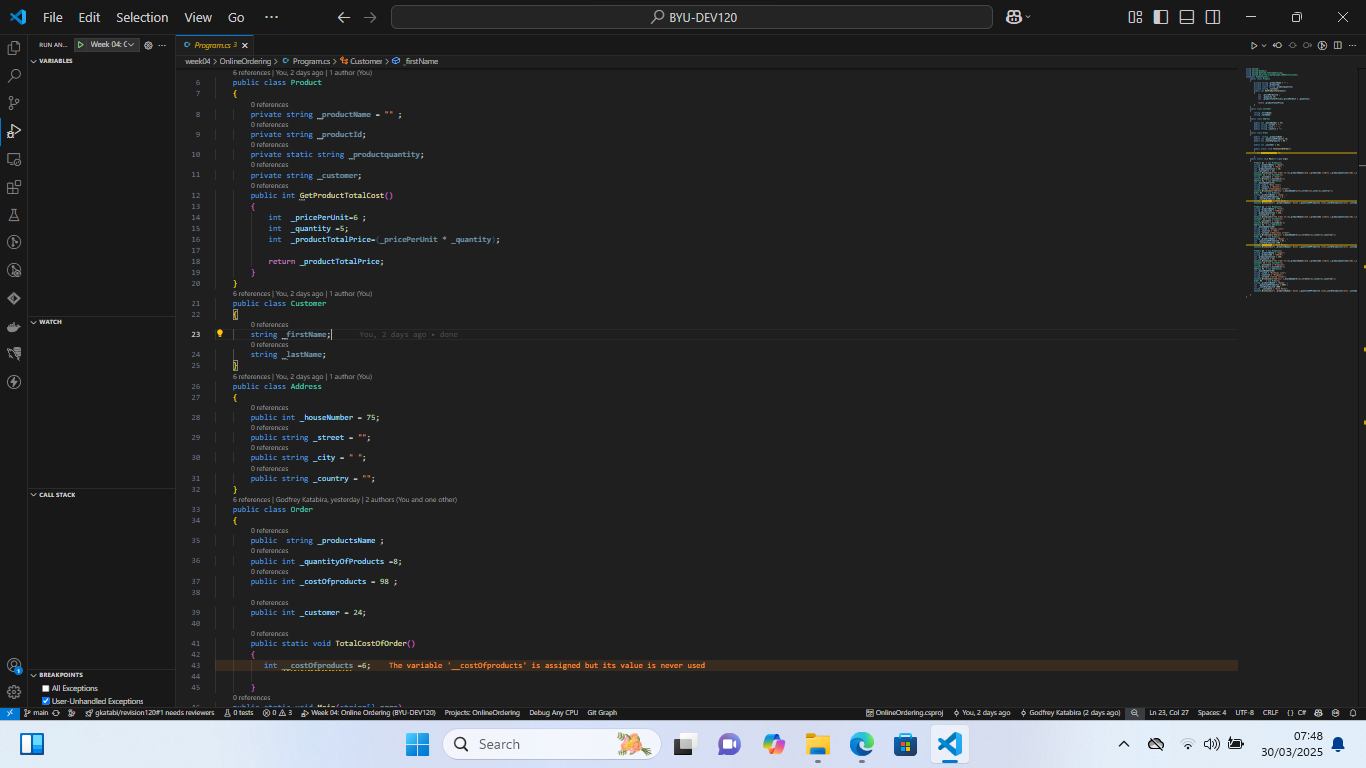 File Edit Selection View Go ··· BYU-DEV120
RUN AN... Week 04: C ···
Program.cs 3
week04 > OnlineOrdering > Program.cs > Customer > _firstName
VARIABLES
WATCH
CALL STACK
BREAKPOINTS
All Exceptions
User-Unhandled Exceptions
6 references | You, 2 days ago | 1 author (You)
6 public class Product
7 {
0 references
8 private string _productName = "" ;
0 references
9 private string _productId;
0 references
10 private static string _productquantity;
0 references
11 private string _customer;
0 references
12 public int GetProductTotalCost()
13 {
14 int _pricePerUnit=6 ;
15 int _quantity =5;
16 int _productTotalPrice=(_pricePerUnit * _quantity);
17
18 return _productTotalPrice;
19 }
20 }
6 references | You, 2 days ago | 1 author (You)
21 public class Customer
22 {
0 references
23 string _firstName; You, 2 days ago • done
0 references
24 string _lastName;
25 }
6 references | You, 2 days ago | 1 author (You)
26 public class Address
27 {
0 references
28 public int _houseNumber = 75;
0 references
29 public string _street = "";
0 references
30 public string _city = " ";
0 references
31 public string _country = "";
32 }
6 references | Godfrey Katabira, yesterday | 2 authors (You and one other)
33 public class Order
34 {
0 references
35 public string _productsName ;
0 references
36 public int _quantityOfProducts =8;
0 references
37 public int _costOfproducts = 98 ;
38
0 references
39 public int _customer = 24;
40
0 references
41 public static void TotalCostOfOrder()
42 {
43 int __costOfproducts =6; The variable '__costOfproducts' is assigned but its value is never used
44
45 }
0 references
main gkatabi/revision120#1 needs reviewers 0 tests 0 3 Week 04: Online Ordering (BYU-DEV120) Projects: OnlineOrdering Debug Any CPU Git Graph OnlineOrdering.csproj You, 2 days ago Godfrey Katabira (2 days ago) Ln 23, Col 27 Spaces: 4 UTF-8 CRLF {} C#
Search
07:48
30/03/2025